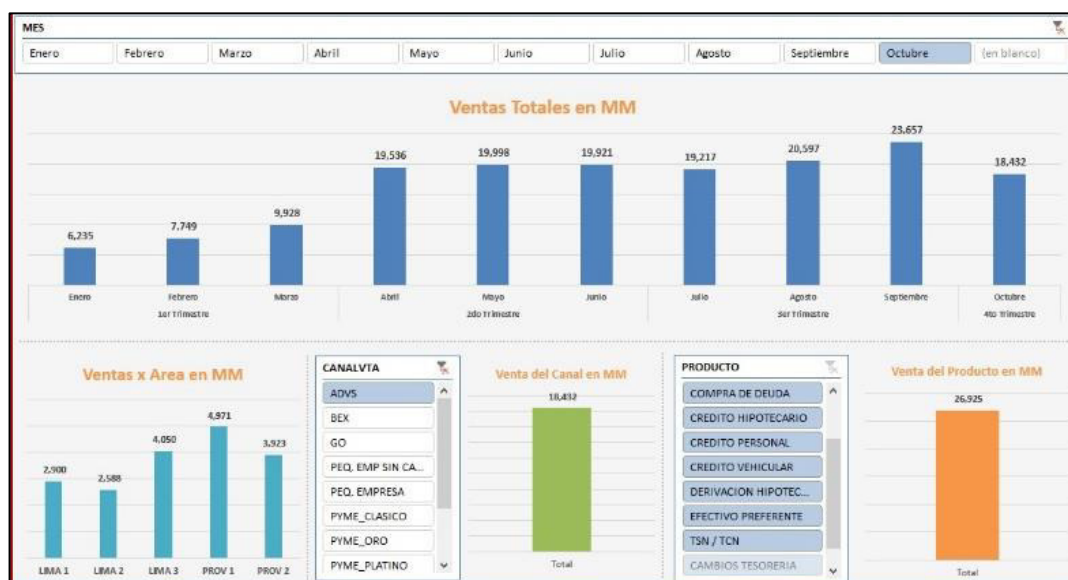 MES
Enero Febrero Marzo Abril Mayo Junio Julio Agosto Septiembre Octubre (en blanco)
Ventas Totales en MM
6,235 7,749 9,928 19,536 19,998 19,921 19,217 20,597 23,657 18,432
Enero Febrero Marzo Abril Mayo Junio Julio Agosto Septiembre Octubre
1er Trimestre 2do Trimestre 3er Trimestre 4to Trimestre
Ventas x Area en MM
2,900 2,588 4,050 4,971 3,923
LIMA 1 LIMA 2 LIMA 3 PROV 1 PROV 2
CANALVTA
ADVS
BEX
GO
PEQ. EMP SIN CA...
PEQ. EMPRESA
PYME_CLASICO
PYME_ORO
PYME_PLATINO
Venta del Canal en MM
18,432
Total
PRODUCTO
COMPRA DE DEUDA
CREDITO HIPOTECARIO
CREDITO PERSONAL
CREDITO VEHICULAR
DERIVACION HIPOTEC...
EFECTIVO PREFERENTE
TSN / TCN
CAMBIOS TESORERIA
Venta del Producto en MM
26,925
Total